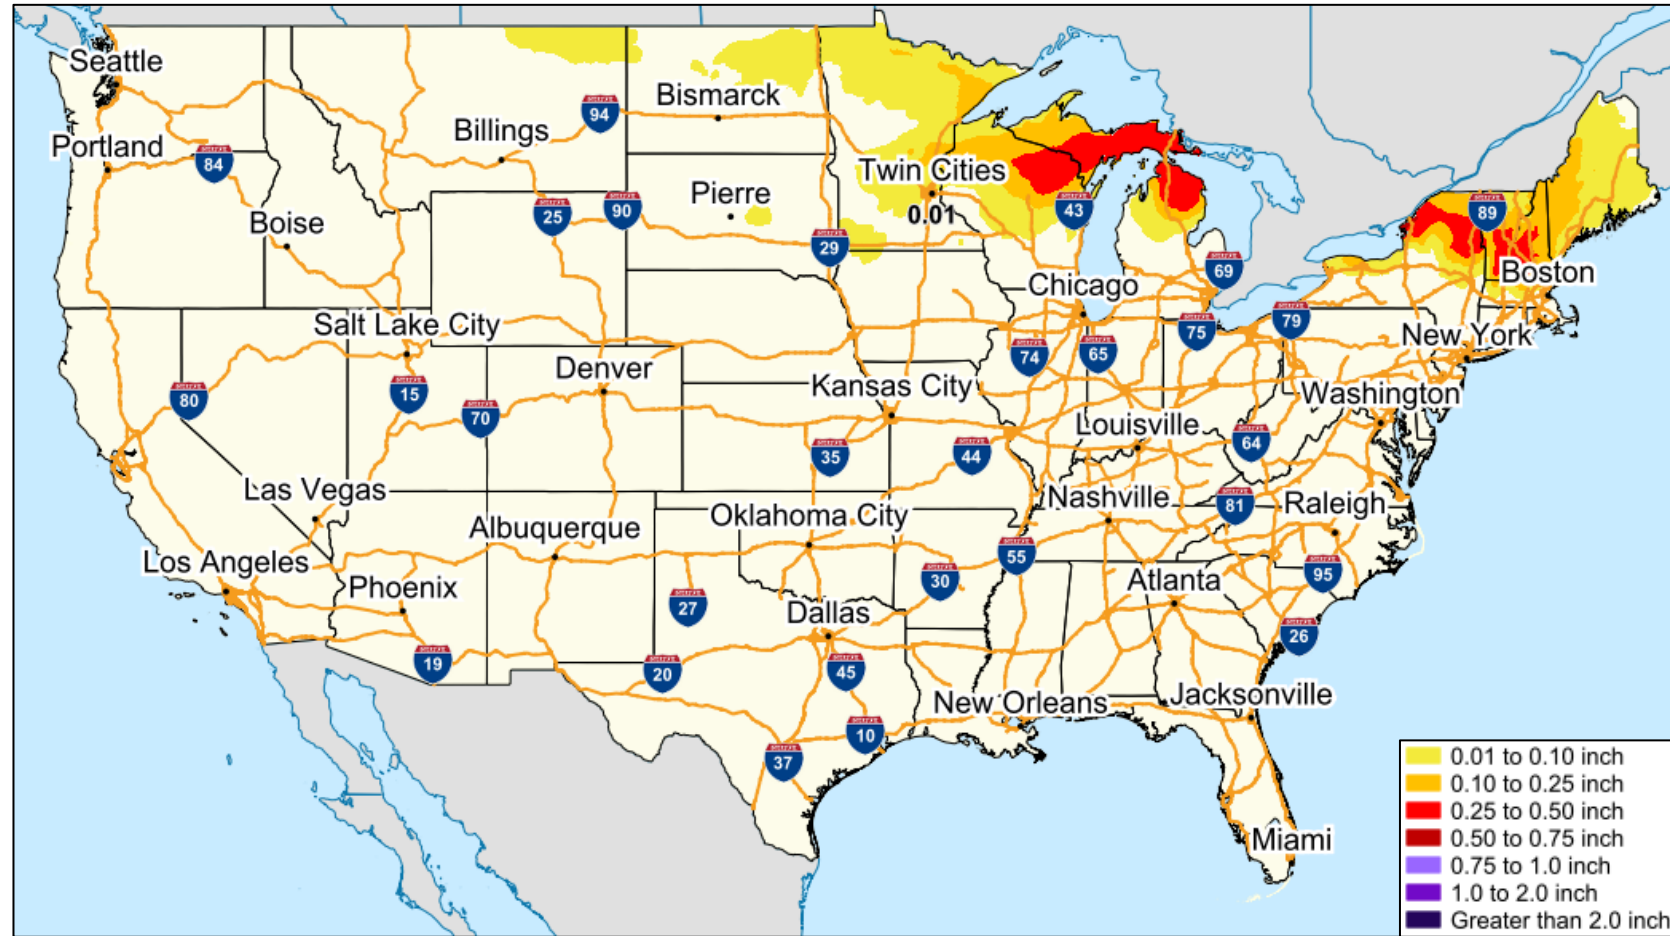 Seattle
Portland
84
Billings
94
Bismarck
Boise
25
90
Pierre
29
Twin Cities
0.01
43
89
Boston
69
Chicago
Salt Lake City
Denver
74
65
75
79
New York
80
15
70
Kansas City
Washington
Louisville
64
35
44
Las Vegas
Albuquerque
Oklahoma City
Nashville
81
Raleigh
Los Angeles
Phoenix
55
30
Atlanta
95
27
Dallas
26
19
20
45
New Orleans
Jacksonville
10
37
Miami
0.01 to 0.10 inch
0.10 to 0.25 inch
0.25 to 0.50 inch
0.50 to 0.75 inch
0.75 to 1.0 inch
1.0 to 2.0 inch
Greater than 2.0 inch